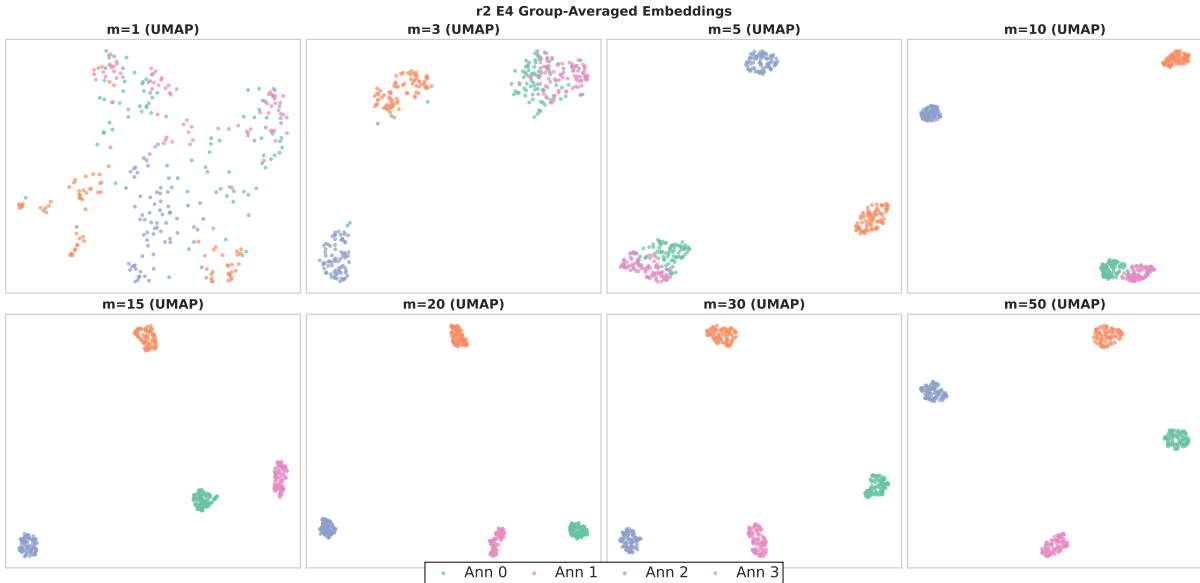 r2 E4 Group-Averaged Embeddings
m=1 (UMAP)
m=3 (UMAP)
m=5 (UMAP)
m=10 (UMAP)
m=15 (UMAP)
m=20 (UMAP)
m=30 (UMAP)
m=50 (UMAP)
Ann 0
Ann 1
Ann 2
Ann 3